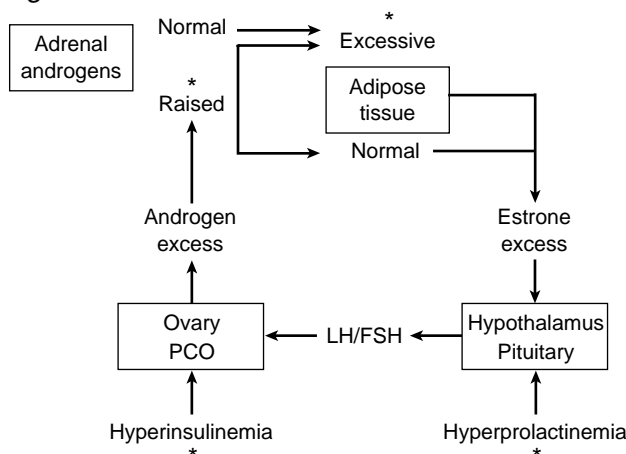 Adrenal
androgens
Normal
*
Excessive
*
Raised
Adipose
tissue
Normal
Androgen
excess
Estrone
excess
Ovary
PCO
LH/FSH
Hypothalamus
Pituitary
Hyperinsulinemia
*
Hyperprolactinemia
*